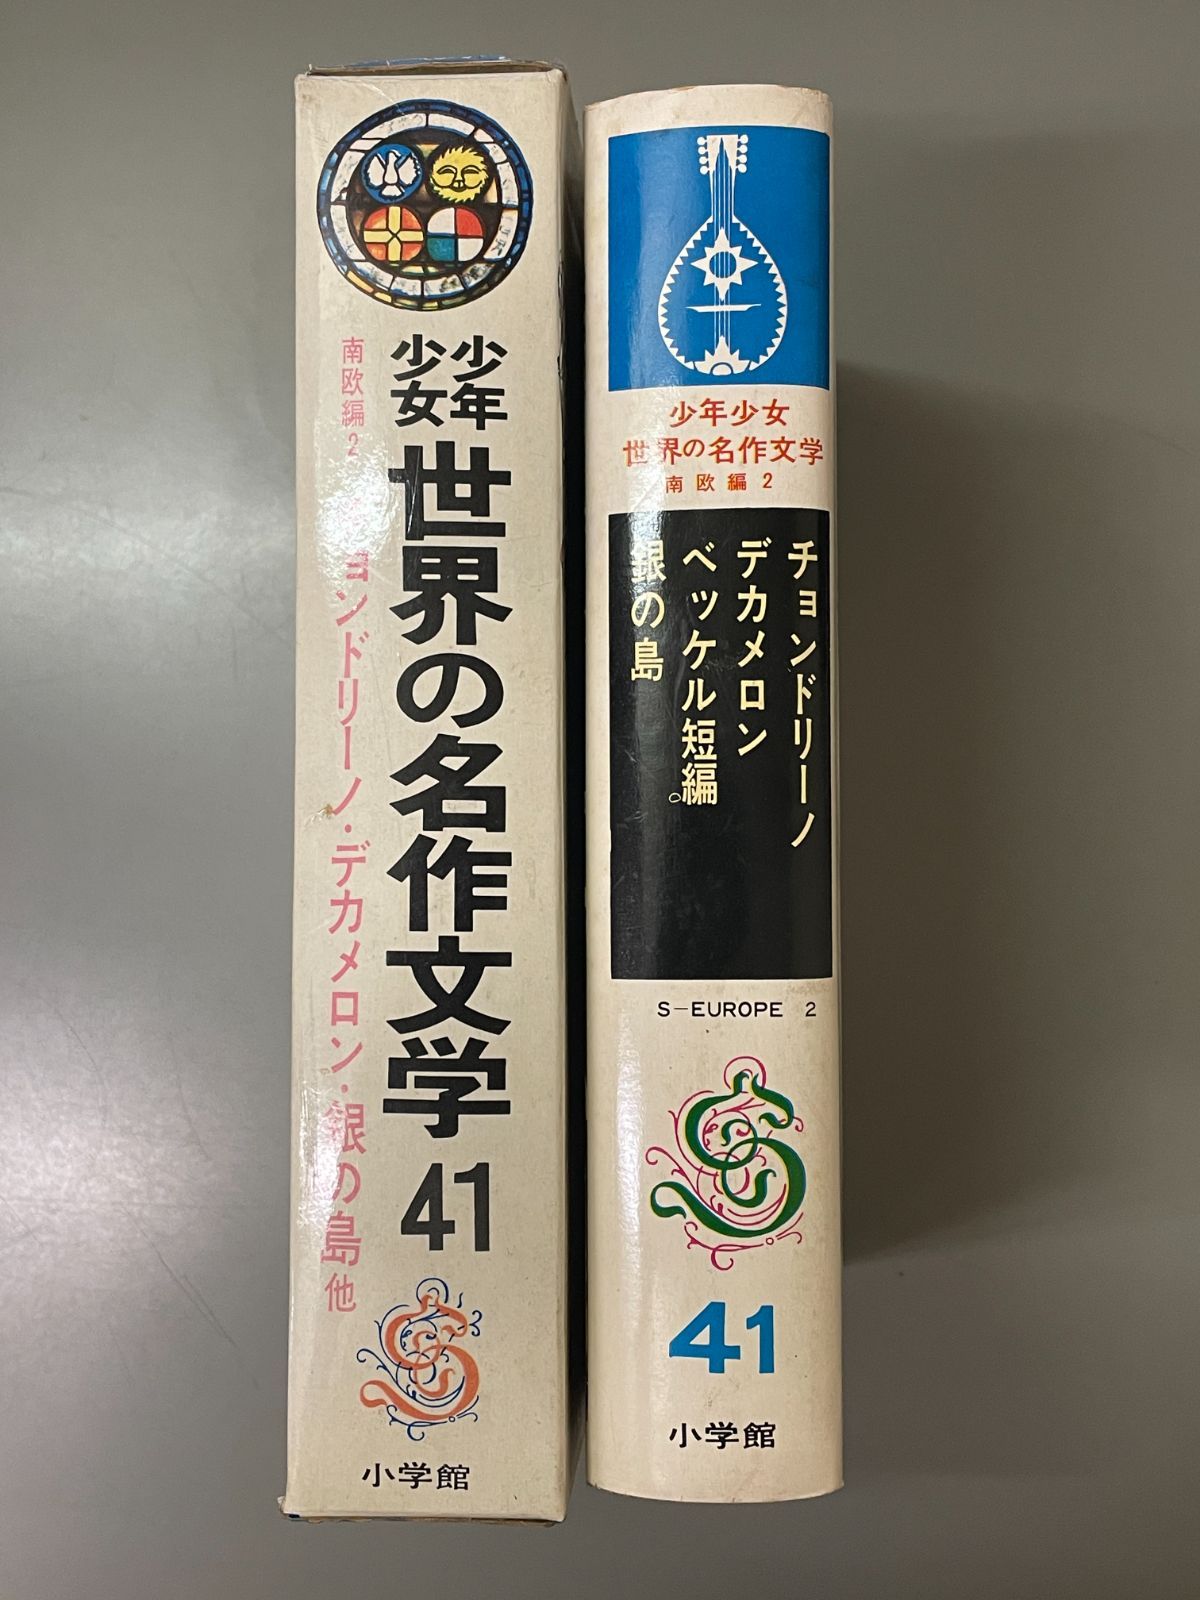 少年
少女
世界の名作文学 41
南欧編2 チョンドリーノ・デカメロン・銀の島他
小学館
少年少女
世界の名作文学
南欧編2
チョンドリーノ
デカメロン
ベッケル短編
銀の島
S-EUROPE 2
41
小学館